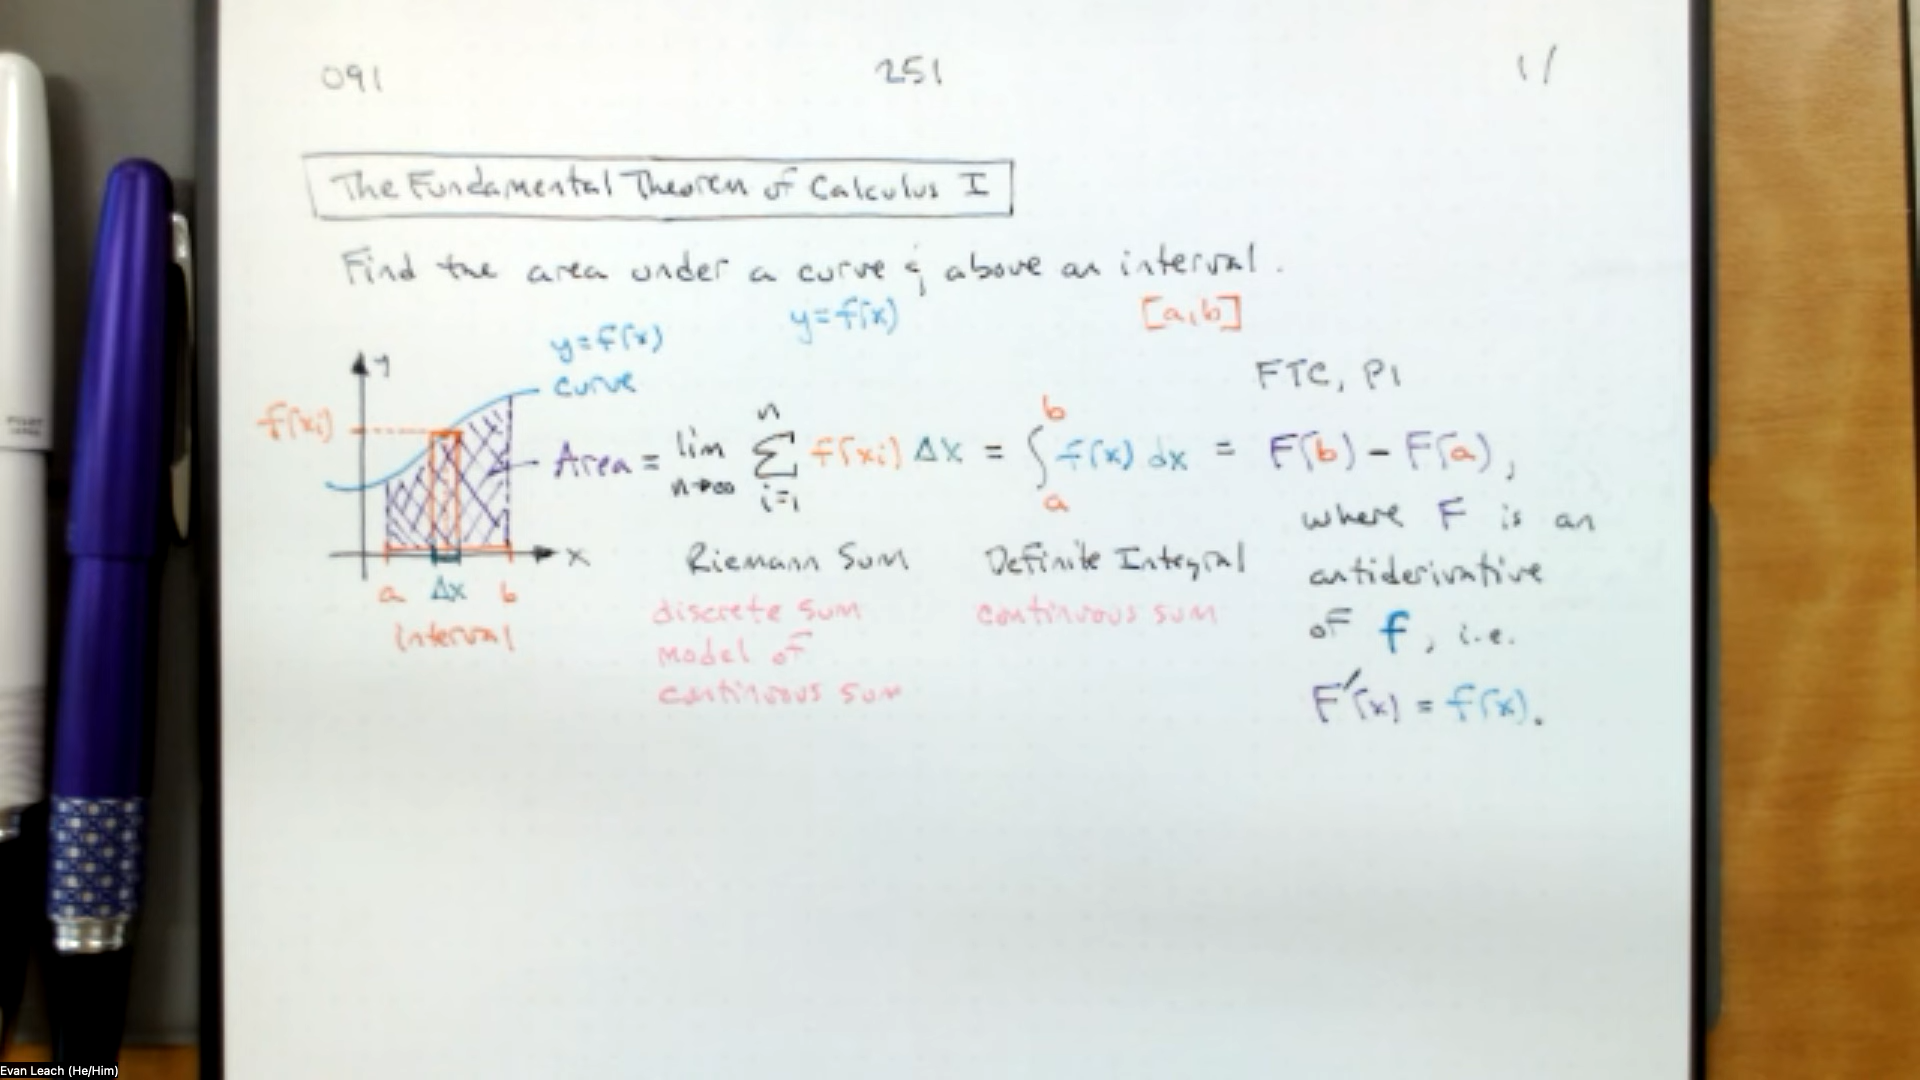 091 251 1/
The Fundamental Theorem of Calculus I
Find the area under a curve & above an interval.
y=f(x) [a,b]
y=f(x)
curve
y
f(xi)
FTC, P1
Area = lim n→∞ n Σ i=1 f(xi) Δx = ∫ b a f(x) dx = F(b) - F(a),
where F is an
antiderivative
of f, i.e.
F'(x) = f(x).
x
a Δx b
interval
Riemann Sum
discrete sum
model of
continuous sum
Definite Integral
continuous sum
Evan Leach (He/Him)